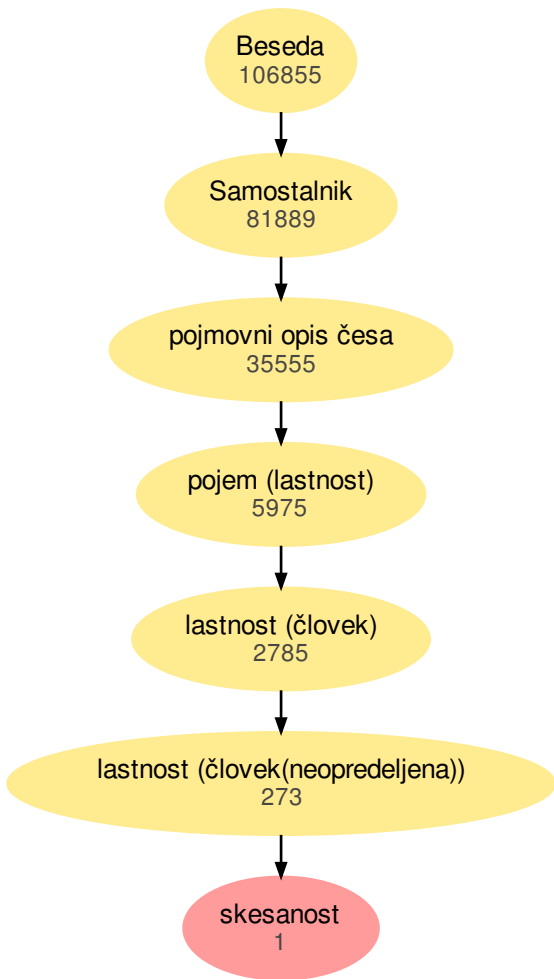 Beseda
106855
Samostalnik
81889
pojmovni opis česa
35555
pojem (lastnost)
5975
lastnost (človek)
2785
lastnost (človek(neopredeljena))
273
skesanost
1